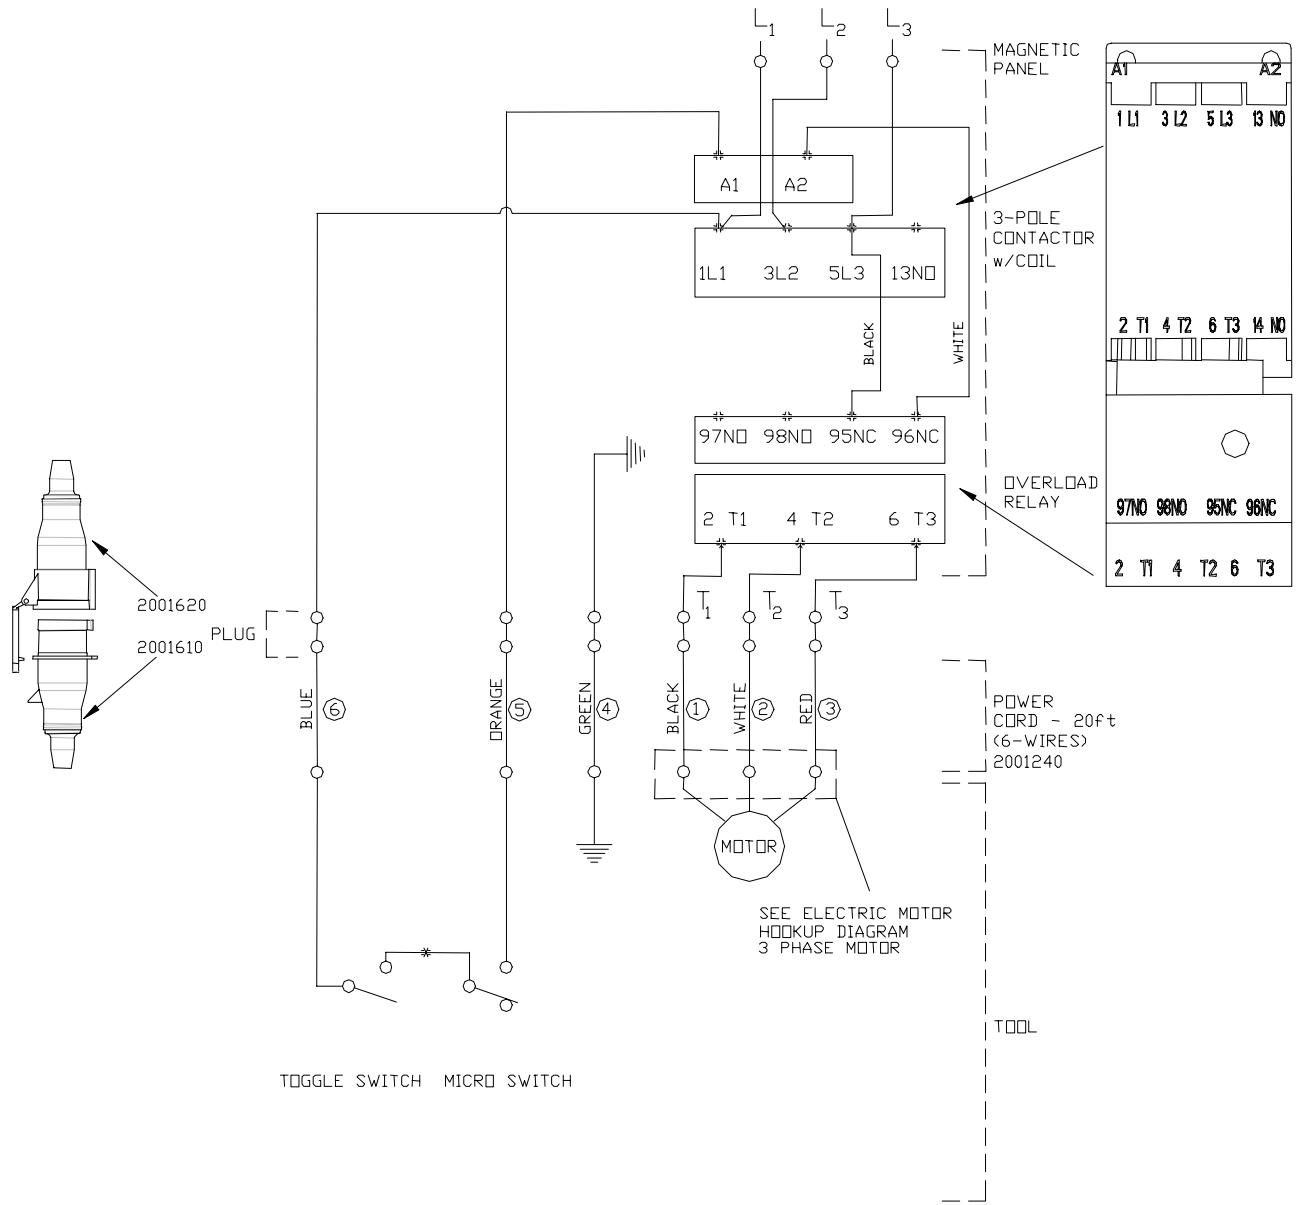 L1 L2 L3
MAGNETIC
PANEL
A1 A2
1 L1 3 L2 5 L3 13 NO
A1 A2
3-POLE
CONTACTOR
w/COIL
1L1 3L2 5L3 13NO
BLACK
WHITE
2 T1 4 T2 6 T3 14 NO
97NO 98NO 95NC 96NC
OVERLOAD
RELAY
97NO 98NO 95NC 96NC
2 T1 4 T2 6 T3
2 T1 4 T2 6 T3
2001620
T1 T2 T3
PLUG
2001610
BLUE 6
ORANGE 5
GREEN 4
BLACK 1
WHITE 2
RED 3
POWER
CORD - 20ft
(6-WIRES)
2001240
MOTOR
SEE ELECTRIC MOTOR
HOOKUP DIAGRAM
3 PHASE MOTOR
TOOL
TOGGLE SWITCH MICRO SWITCH